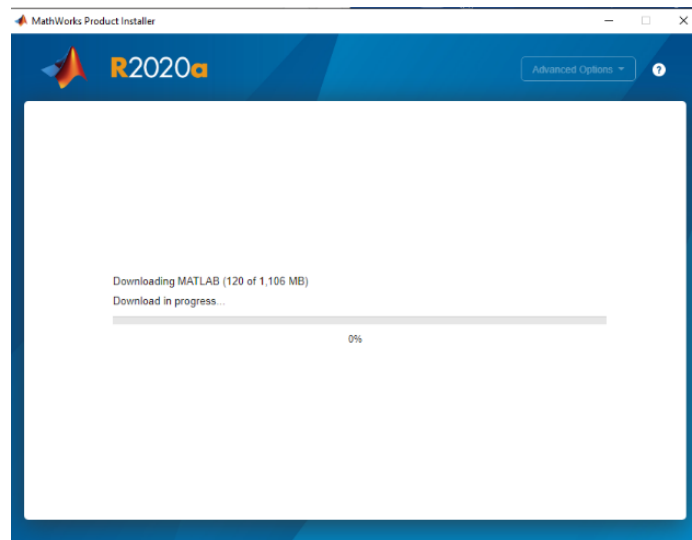 MathWorks Product Installer
R2020a
Advanced Options
?
Downloading MATLAB (120 of 1,106 MB)
Download in progress...
0%